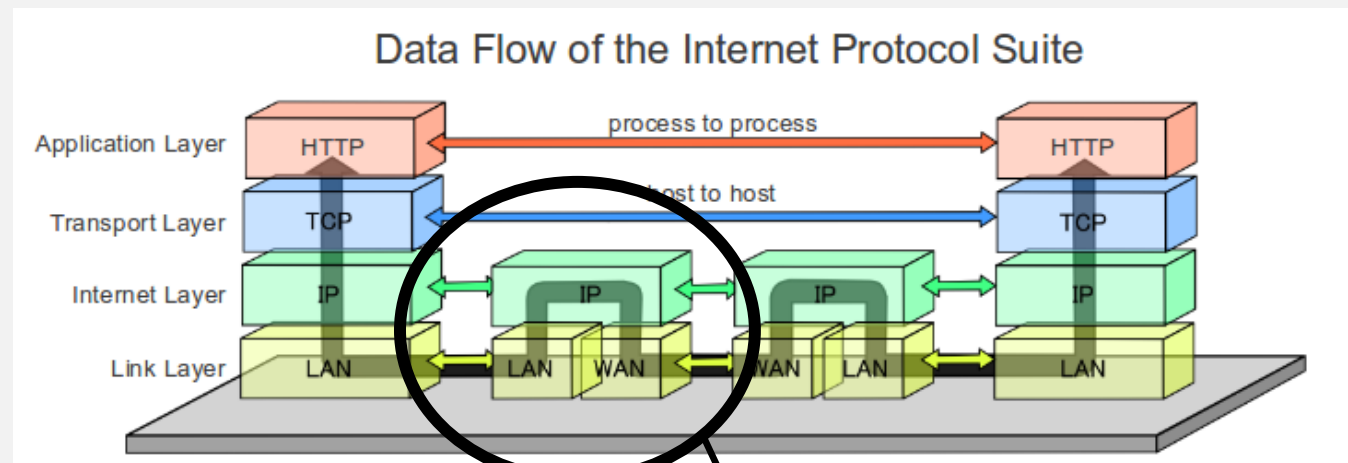 Data Flow of the Internet Protocol Suite
Application Layer HTTP process to process HTTP
Transport Layer TCP host to host TCP
Internet Layer IP IP IP IP
Link Layer LAN LAN WAN WAN LAN LAN